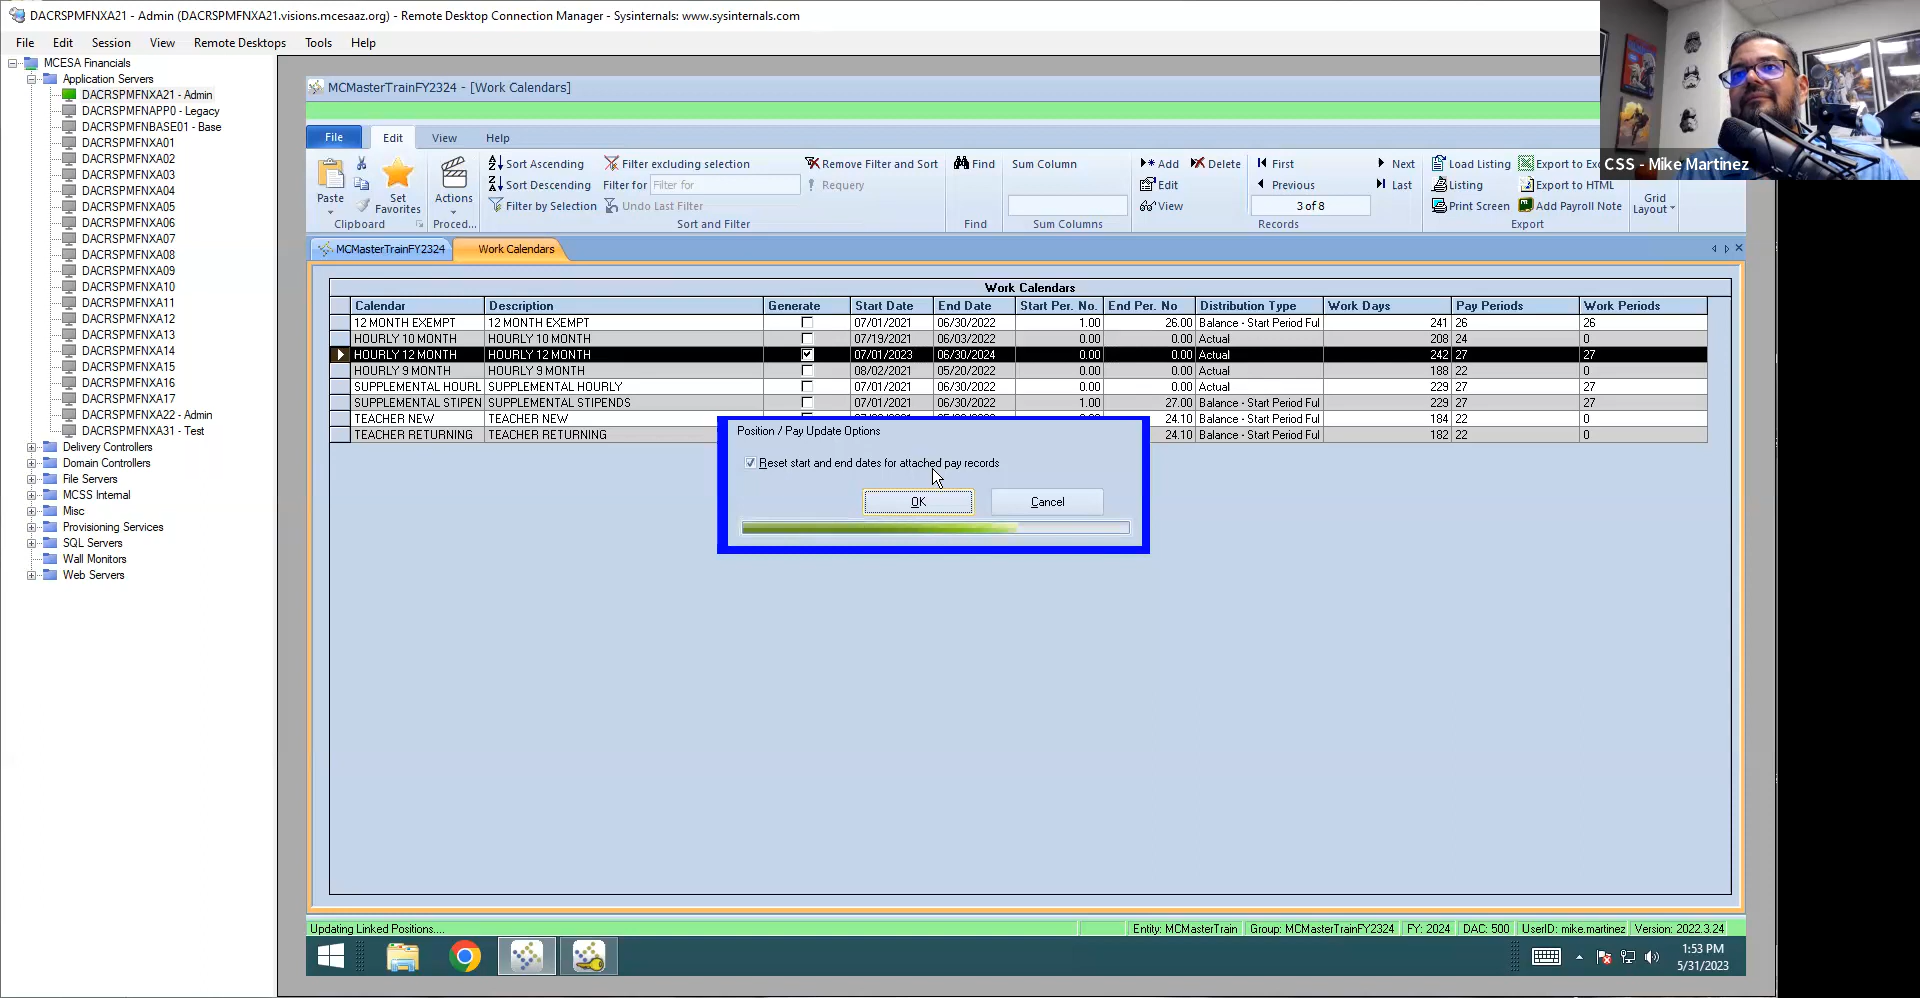 DACRSPMFNXA21 - Admin (DACRSPMFNXA21.visions.mcesaaz.org) - Remote Desktop Connection Manager - Sysinternals: www.sysinternals.com
File Edit Session View Remote Desktops Tools Help
MCESA Financials
Application Servers
DACRSPMFNXA21 - Admin
DACRSPMFNAPP0 - Legacy
DACRSPMFNBASE01 - Base
DACRSPMFNXA01
DACRSPMFNXA02
DACRSPMFNXA03
DACRSPMFNXA04
DACRSPMFNXA05
DACRSPMFNXA06
DACRSPMFNXA07
DACRSPMFNXA08
DACRSPMFNXA09
DACRSPMFNXA10
DACRSPMFNXA11
DACRSPMFNXA12
DACRSPMFNXA13
DACRSPMFNXA14
DACRSPMFNXA15
DACRSPMFNXA16
DACRSPMFNXA17
DACRSPMFNXA22 - Admin
DACRSPMFNXA31 - Test
Delivery Controllers
Domain Controllers
File Servers
MCSS Internal
Misc
Provisioning Services
SQL Servers
Wall Monitors
Web Servers
MCMasterTrainFY2324 - [Work Calendars]
File Edit View Help
Sort Ascending Filter excluding selection Remove Filter and Sort Find Sum Column Add Delete First Next Load Listing Export to Exc
Sort Descending Filter for Filter for Requery Edit Previous Last Listing Export to HTML
Paste Set Favorites Actions Filter by Selection Undo Last Filter View 3 of 8 Print Screen Add Payroll Note Grid Layout
Clipboard Proced... Sort and Filter Find Sum Columns Records Export
CSS - Mike Martinez
MCMasterTrainFY2324 Work Calendars
Work Calendars
Calendar Description Generate Start Date End Date Start Per. No. End Per. No Distribution Type Work Days Pay Periods Work Periods
12 MONTH EXEMPT 12 MONTH EXEMPT 07/01/2021 06/30/2022 1.00 26.00 Balance - Start Period Ful 241 26 26
HOURLY 10 MONTH HOURLY 10 MONTH 07/19/2021 06/03/2022 0.00 0.00 Actual 208 24 0
HOURLY 12 MONTH HOURLY 12 MONTH 07/01/2023 06/30/2024 0.00 0.00 Actual 242 27 27
HOURLY 9 MONTH HOURLY 9 MONTH 08/02/2021 05/20/2022 0.00 0.00 Actual 188 22 0
SUPPLEMENTAL HOURL SUPPLEMENTAL HOURLY 07/01/2021 06/30/2022 0.00 0.00 Actual 229 27 27
SUPPLEMENTAL STIPEN SUPPLEMENTAL STIPENDS 07/01/2021 06/30/2022 1.00 27.00 Balance - Start Period Ful 229 27 27
TEACHER NEW TEACHER NEW 24.10 Balance - Start Period Ful 184 22 0
TEACHER RETURNING TEACHER RETURNING 24.10 Balance - Start Period Ful 182 22 0
Position / Pay Update Options
Reset start and end dates for attached pay records
OK Cancel
Updating Linked Positions.... Entity: MCMasterTrain Group: MCMasterTrainFY2324 FY: 2024 DAC: 500 UserID: mike.martinez Version: 2022.3.24
1:53 PM
5/31/2023